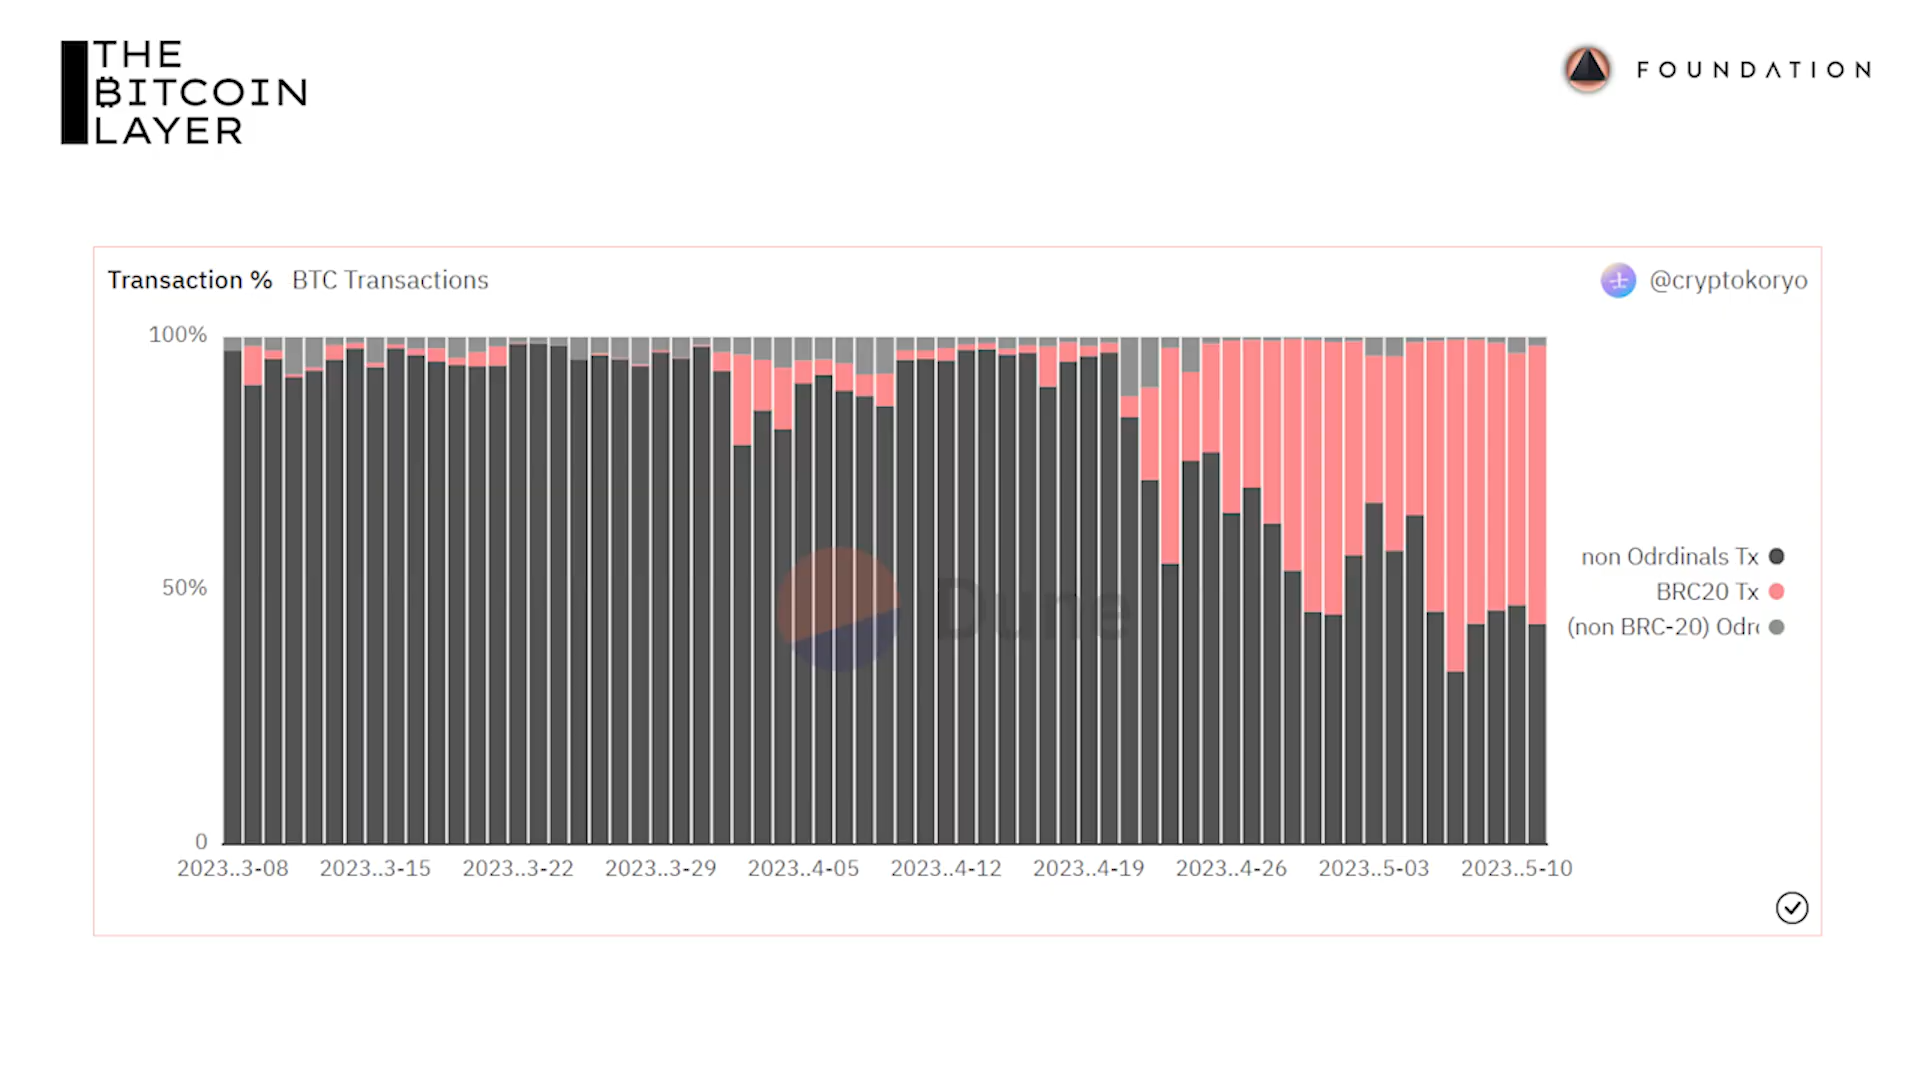 THE
BITCOIN
LAYER
FOUNDATION
Transaction % BTC Transactions
@cryptokoryo
100%
50%
0
Dune
non Odrdinals Tx
BRC20 Tx
(non BRC-20) Odr
2023..3-08 2023..3-15 2023..3-22 2023..3-29 2023..4-05 2023..4-12 2023..4-19 2023..4-26 2023..5-03 2023..5-10